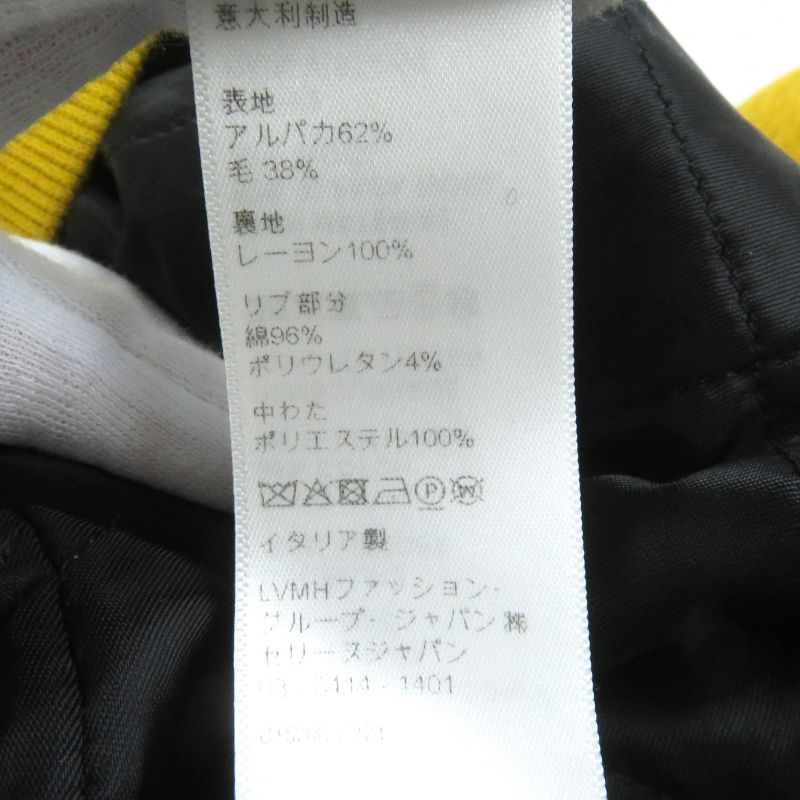 意大利制造
表地
アルパカ62%
毛 38%
裏地
レーヨン100%
リブ部分
綿96%
ポリウレタン4%
中わた
ポリエステル100%
イタリア製
LVMHファッション・
グループ・ジャパン㈱
セリーヌジャパン
03-5414-1401